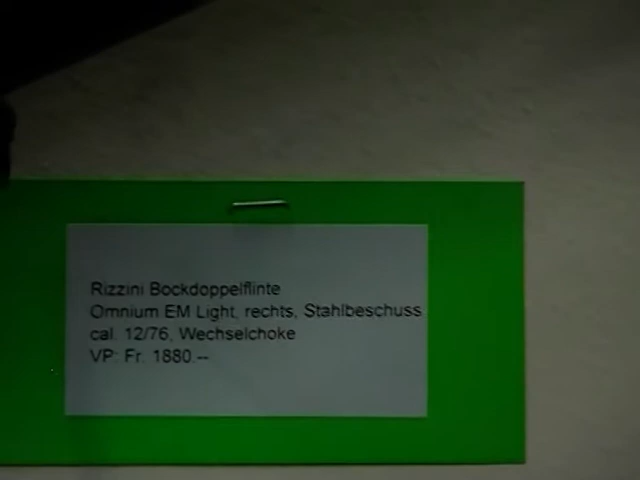 Rizzini Bockdoppelflinte
Omnium EM Light, rechts, Stahlbeschuss
cal. 12/76, Wechselchoke
VP: Fr. 1880.--